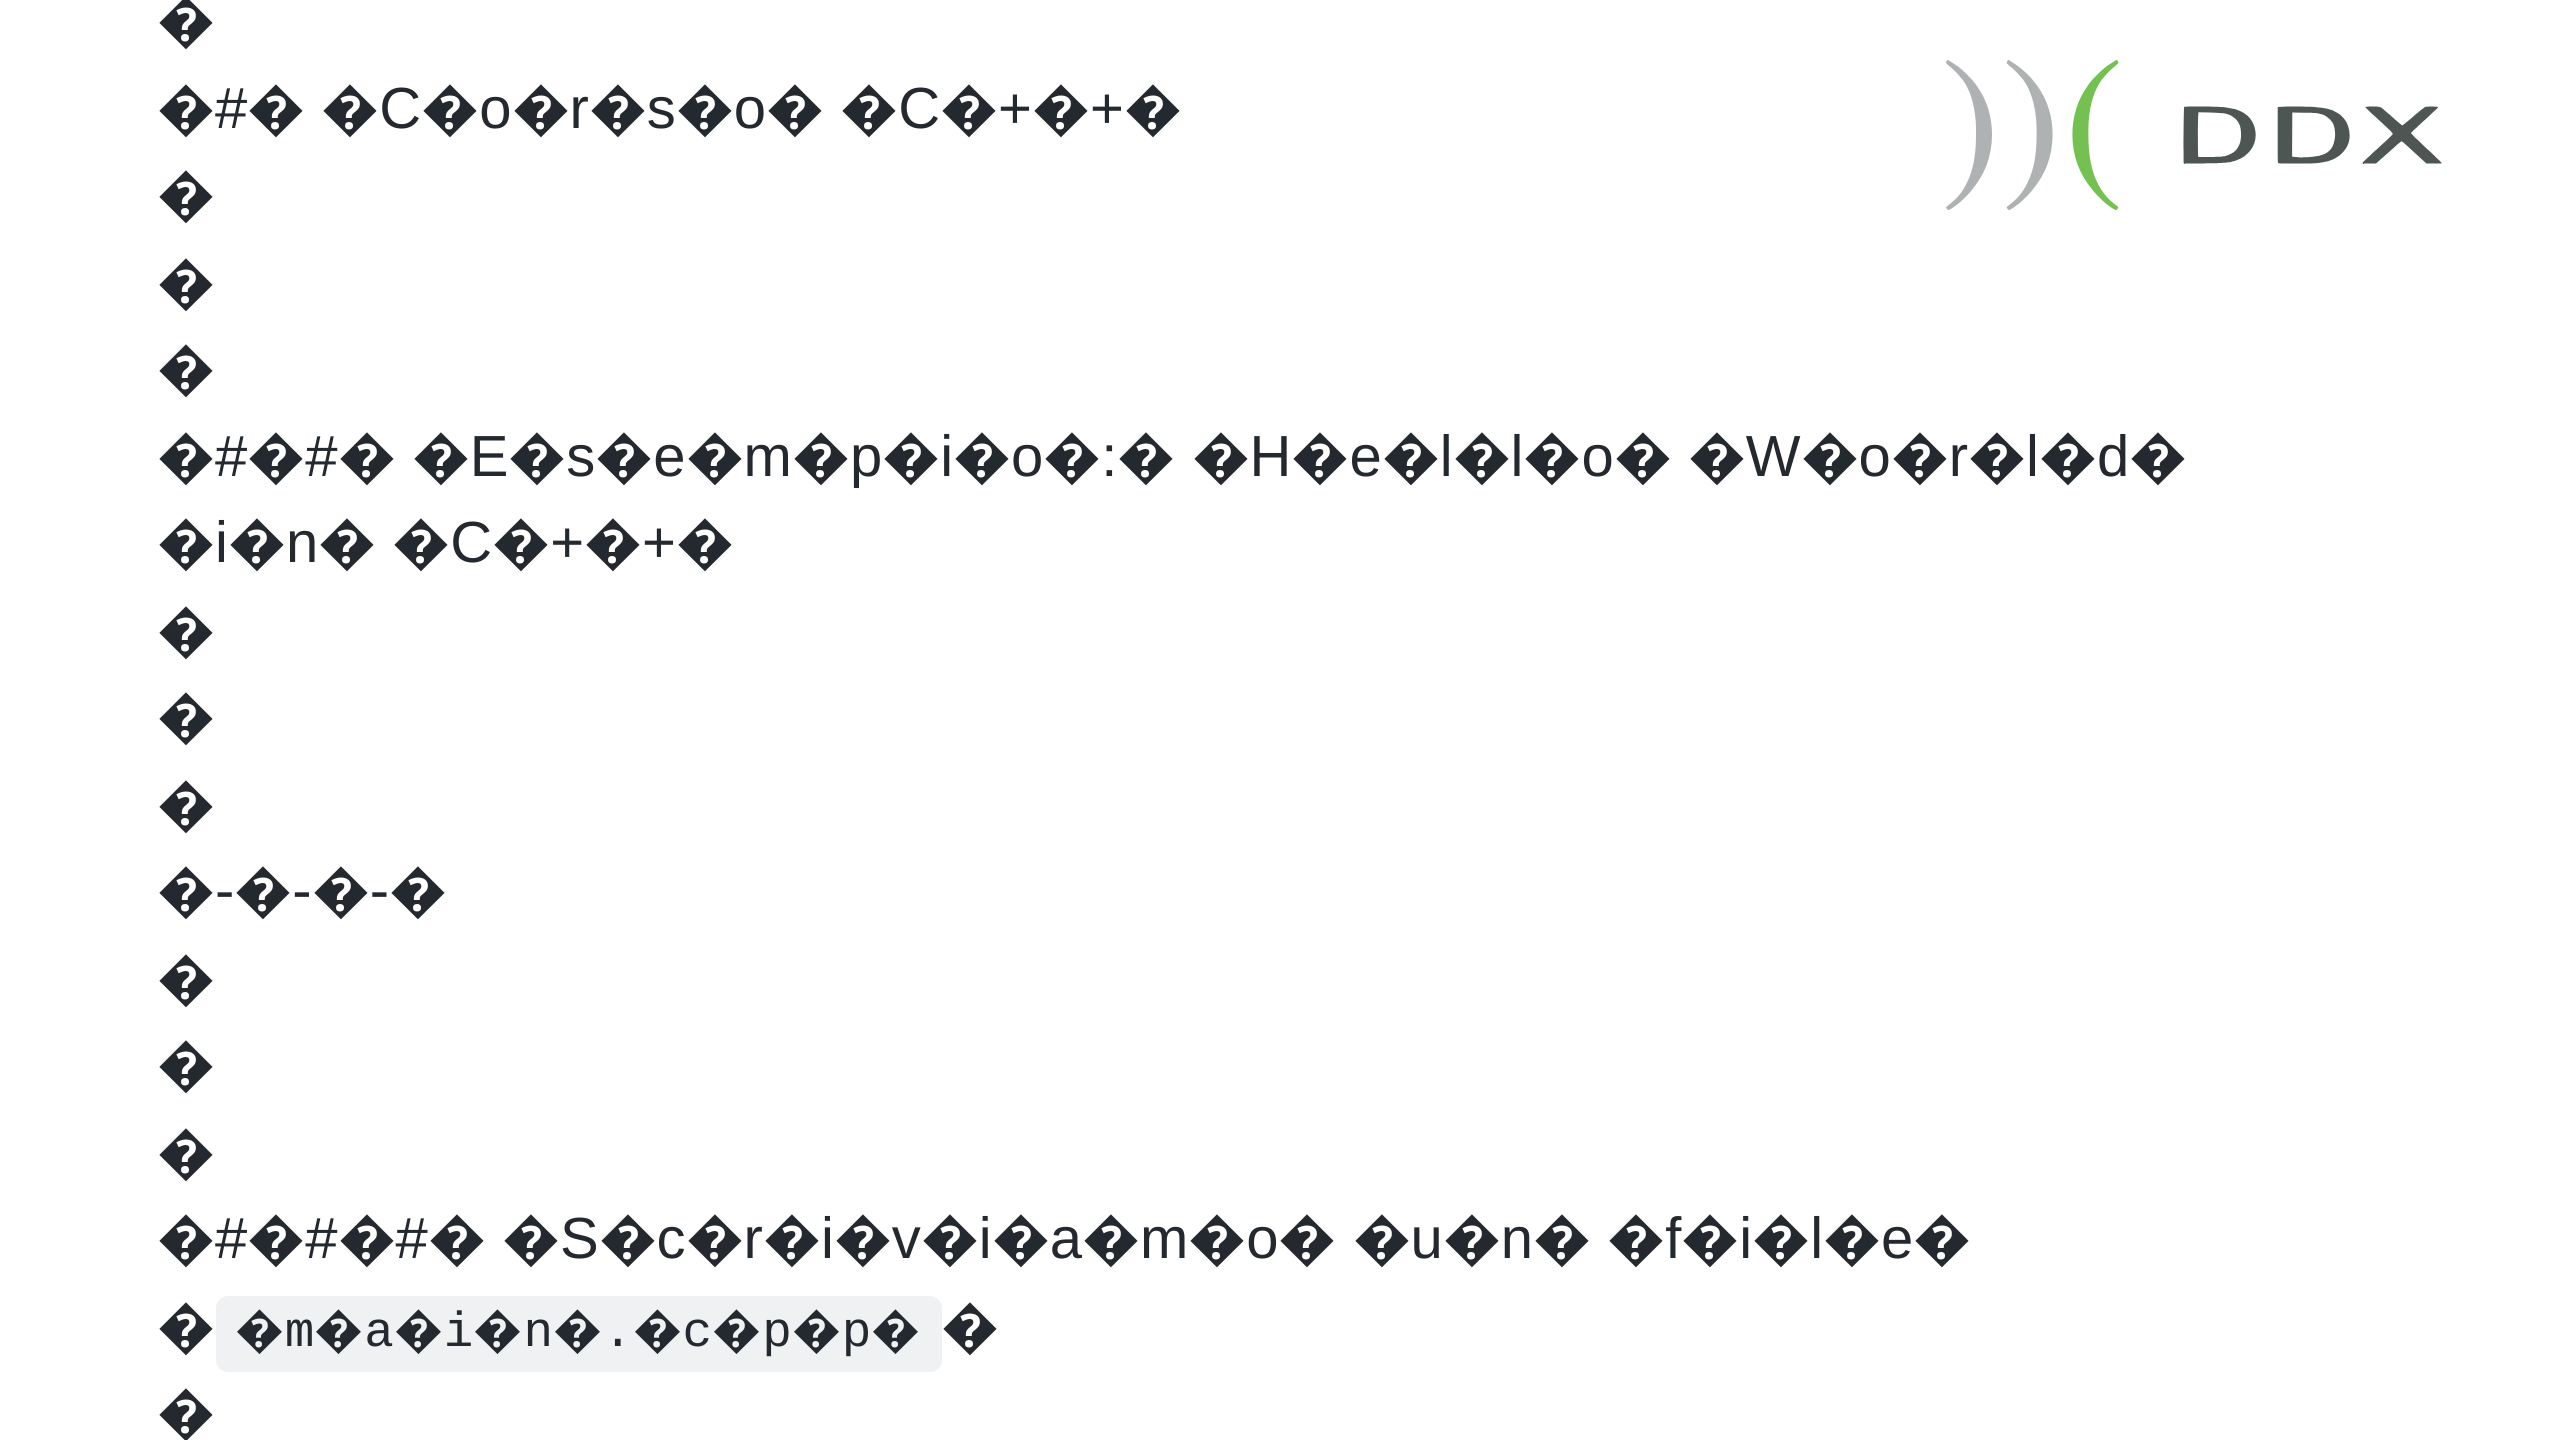 �
�#� �C�o�r�s�o� �C�+�+�
DDX
�
�
�
�#�#� �E�s�e�m�p�i�o�:� �H�e�l�l�o� �W�o�r�l�d�
�i�n� �C�+�+�
�
�
�
�-�-�-�
�
�
�
�#�#�#� �S�c�r�i�v�i�a�m�o� �u�n� �f�i�l�e�
� �m�a�i�n�.�c�p�p� �
�